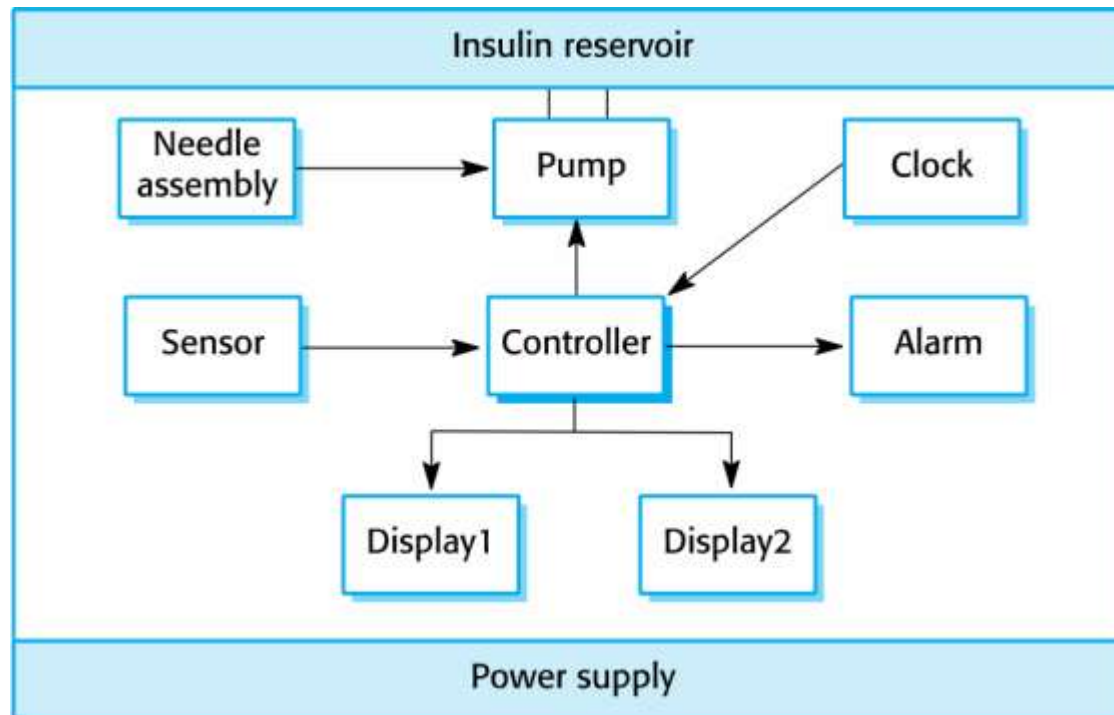 Insulin reservoir
Needle
assembly
Pump
Clock
Sensor
Controller
Alarm
Display1
Display2
Power supply